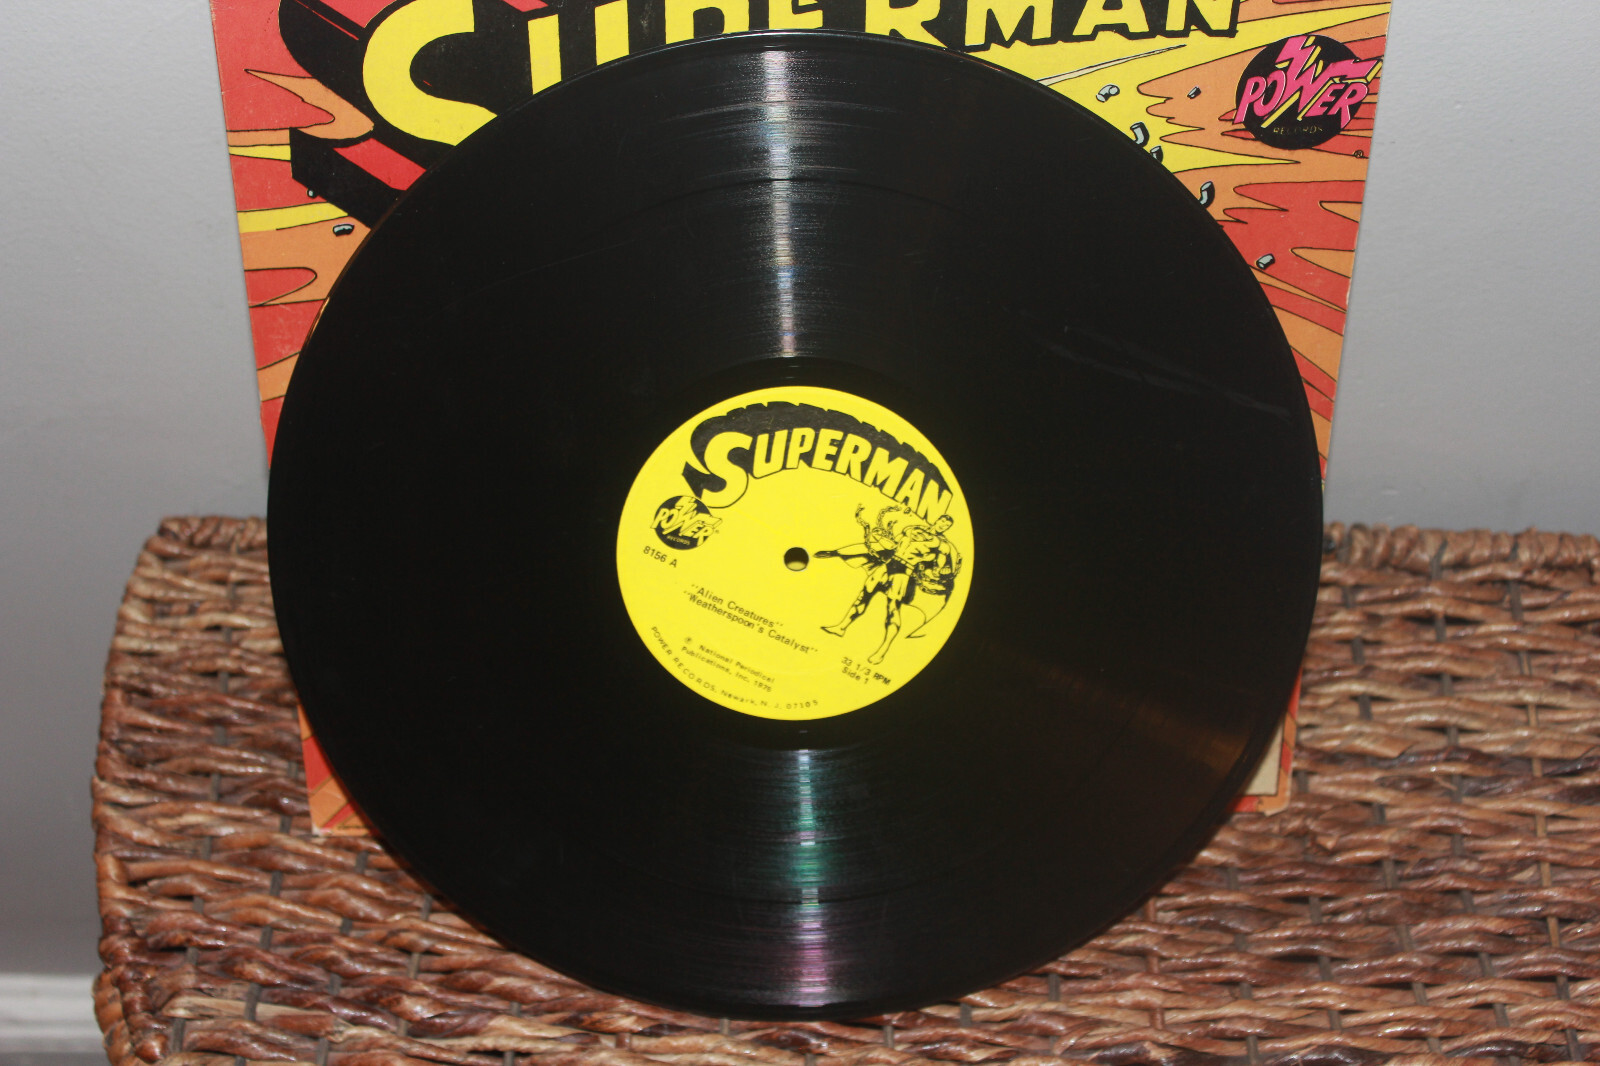 SUPERMAN
POWER
RECORDS
SUPERMAN
POWER
RECORDS
8156 A
"Alien Creatures"
"Weatherspoon's Catalyst"
℗ National Periodical
Publications, Inc. 1975
33 1/3 RPM
Side 1
POWER RECORDS, Newark, N. J. 07105